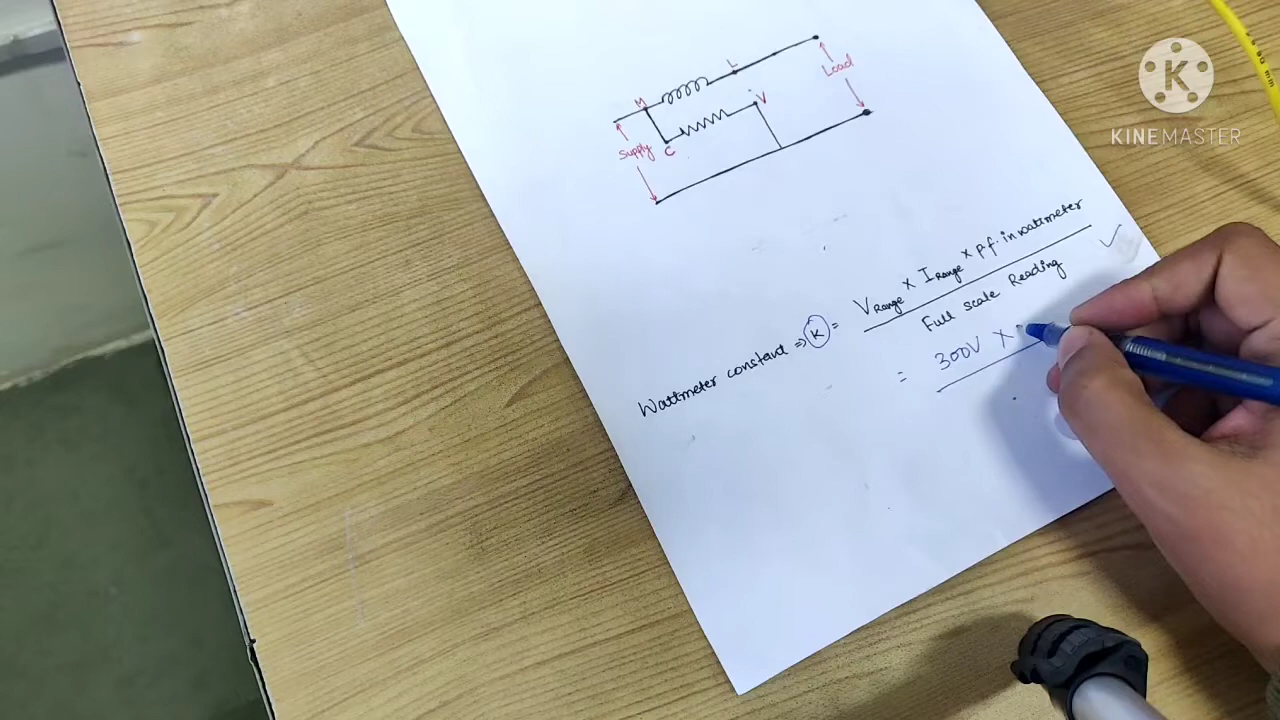 K
KINEMASTER
L
Load
M
V
Supply
C
Wattmeter constant ⇒ K = V Range × I Range × p.f. in wattmeter
Full scale Reading
= 300V ×